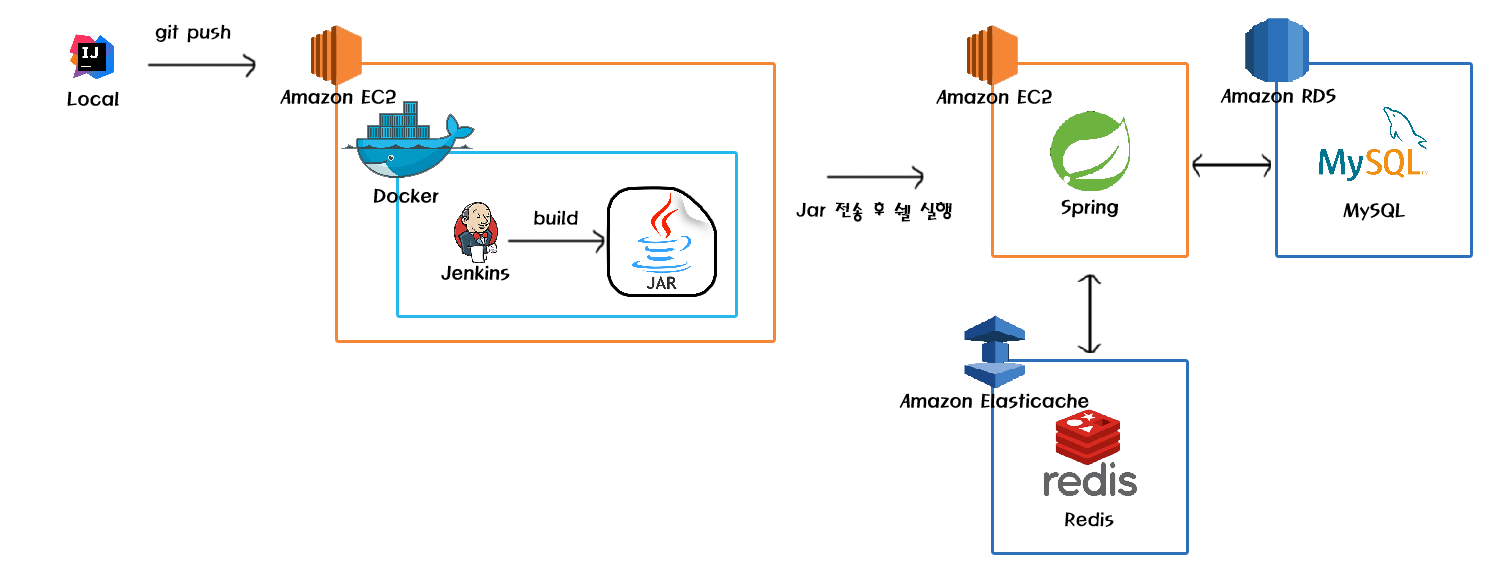 git push
IJ
Local
Amazon EC2
Docker
Jenkins
build
JAR
Jar 전송 후 쉘 실행
Amazon EC2
Spring
Amazon RDS
MySQL
MySQL
Amazon Elasticache
redis
Redis